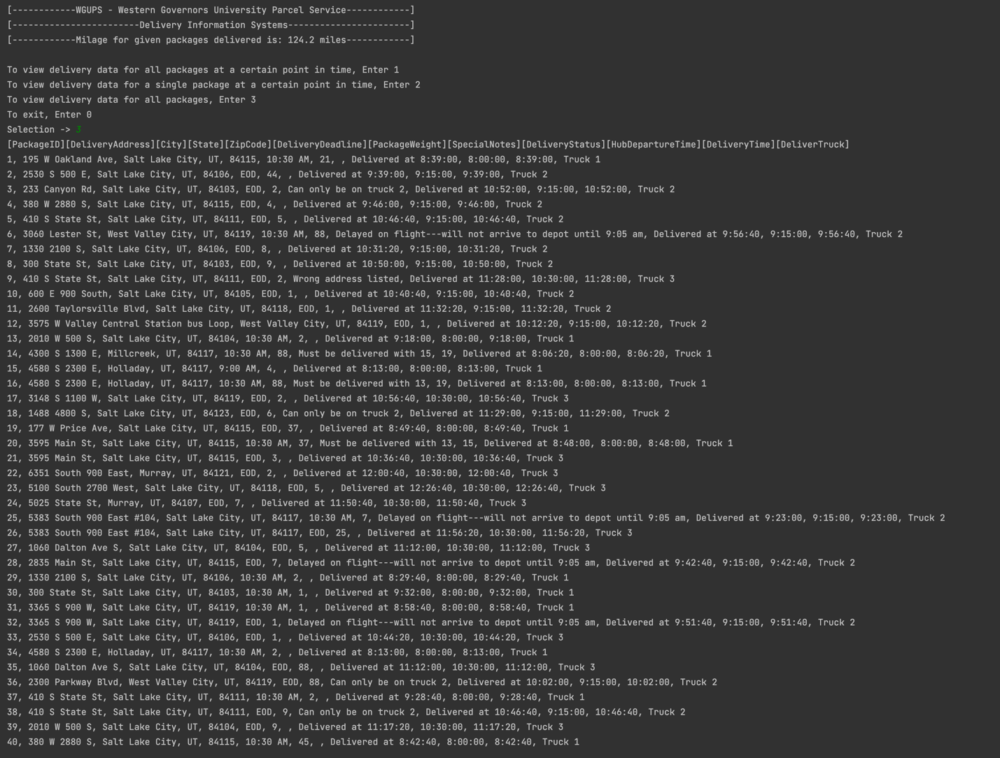 [------------WGUPS - Western Governors University Parcel Service------------]
[------------------------Delivery Information Systems-----------------------]
[------------Milage for given packages delivered is: 124.2 miles------------]
To view delivery data for all packages at a certain point in time, Enter 1
To view delivery data for a single package at a certain point in time, Enter 2
To view delivery data for all packages, Enter 3
To exit, Enter 0
Selection -> 3
[PackageID][DeliveryAddress][City][State][ZipCode][DeliveryDeadline][PackageWeight][SpecialNotes][DeliveryStatus][HubDepartureTime][DeliveryTime][DeliverTruck]
1, 195 W Oakland Ave, Salt Lake City, UT, 84115, 10:30 AM, 21, , Delivered at 8:39:00, 8:00:00, 8:39:00, Truck 1
2, 2530 S 500 E, Salt Lake City, UT, 84106, EOD, 44, , Delivered at 9:39:00, 9:15:00, 9:39:00, Truck 2
3, 233 Canyon Rd, Salt Lake City, UT, 84103, EOD, 2, Can only be on truck 2, Delivered at 10:52:00, 9:15:00, 10:52:00, Truck 2
4, 380 W 2880 S, Salt Lake City, UT, 84115, EOD, 4, , Delivered at 9:46:00, 9:15:00, 9:46:00, Truck 2
5, 410 S State St, Salt Lake City, UT, 84111, EOD, 5, , Delivered at 10:46:40, 9:15:00, 10:46:40, Truck 2
6, 3060 Lester St, West Valley City, UT, 84119, 10:30 AM, 88, Delayed on flight---will not arrive to depot until 9:05 am, Delivered at 9:56:40, 9:15:00, 9:56:40, Truck 2
7, 1330 2100 S, Salt Lake City, UT, 84106, EOD, 8, , Delivered at 10:31:20, 9:15:00, 10:31:20, Truck 2
8, 300 State St, Salt Lake City, UT, 84103, EOD, 9, , Delivered at 10:50:00, 9:15:00, 10:50:00, Truck 2
9, 410 S State St, Salt Lake City, UT, 84111, EOD, 2, Wrong address listed, Delivered at 11:28:00, 10:30:00, 11:28:00, Truck 3
10, 600 E 900 South, Salt Lake City, UT, 84105, EOD, 1, , Delivered at 10:40:40, 9:15:00, 10:40:40, Truck 2
11, 2600 Taylorsville Blvd, Salt Lake City, UT, 84118, EOD, 1, , Delivered at 11:32:20, 9:15:00, 11:32:20, Truck 2
12, 3575 W Valley Central Station bus Loop, West Valley City, UT, 84119, EOD, 1, , Delivered at 10:12:20, 9:15:00, 10:12:20, Truck 2
13, 2010 W 500 S, Salt Lake City, UT, 84104, 10:30 AM, 2, , Delivered at 9:18:00, 8:00:00, 9:18:00, Truck 1
14, 4300 S 1300 E, Millcreek, UT, 84117, 10:30 AM, 88, Must be delivered with 15, 19, Delivered at 8:06:20, 8:00:00, 8:06:20, Truck 1
15, 4580 S 2300 E, Holladay, UT, 84117, 9:00 AM, 4, , Delivered at 8:13:00, 8:00:00, 8:13:00, Truck 1
16, 4580 S 2300 E, Holladay, UT, 84117, 10:30 AM, 88, Must be delivered with 13, 19, Delivered at 8:13:00, 8:00:00, 8:13:00, Truck 1
17, 3148 S 1100 W, Salt Lake City, UT, 84119, EOD, 2, , Delivered at 10:56:40, 10:30:00, 10:56:40, Truck 3
18, 1488 4800 S, Salt Lake City, UT, 84123, EOD, 6, Can only be on truck 2, Delivered at 11:29:00, 9:15:00, 11:29:00, Truck 2
19, 177 W Price Ave, Salt Lake City, UT, 84115, EOD, 37, , Delivered at 8:49:40, 8:00:00, 8:49:40, Truck 1
20, 3595 Main St, Salt Lake City, UT, 84115, 10:30 AM, 37, Must be delivered with 13, 15, Delivered at 8:48:00, 8:00:00, 8:48:00, Truck 1
21, 3595 Main St, Salt Lake City, UT, 84115, EOD, 3, , Delivered at 10:36:40, 10:30:00, 10:36:40, Truck 3
22, 6351 South 900 East, Murray, UT, 84121, EOD, 2, , Delivered at 12:00:40, 10:30:00, 12:00:40, Truck 3
23, 5100 South 2700 West, Salt Lake City, UT, 84118, EOD, 5, , Delivered at 12:26:40, 10:30:00, 12:26:40, Truck 3
24, 5025 State St, Murray, UT, 84107, EOD, 7, , Delivered at 11:50:40, 10:30:00, 11:50:40, Truck 3
25, 5383 South 900 East #104, Salt Lake City, UT, 84117, 10:30 AM, 7, Delayed on flight---will not arrive to depot until 9:05 am, Delivered at 9:23:00, 9:15:00, 9:23:00, Truck 2
26, 5383 South 900 East #104, Salt Lake City, UT, 84117, EOD, 25, , Delivered at 11:56:20, 10:30:00, 11:56:20, Truck 3
27, 1060 Dalton Ave S, Salt Lake City, UT, 84104, EOD, 5, , Delivered at 11:12:00, 10:30:00, 11:12:00, Truck 3
28, 2835 Main St, Salt Lake City, UT, 84115, EOD, 7, Delayed on flight---will not arrive to depot until 9:05 am, Delivered at 9:42:40, 9:15:00, 9:42:40, Truck 2
29, 1330 2100 S, Salt Lake City, UT, 84106, 10:30 AM, 2, , Delivered at 8:29:40, 8:00:00, 8:29:40, Truck 1
30, 300 State St, Salt Lake City, UT, 84103, 10:30 AM, 1, , Delivered at 9:32:00, 8:00:00, 9:32:00, Truck 1
31, 3365 S 900 W, Salt Lake City, UT, 84119, 10:30 AM, 1, , Delivered at 8:58:40, 8:00:00, 8:58:40, Truck 1
32, 3365 S 900 W, Salt Lake City, UT, 84119, EOD, 1, Delayed on flight---will not arrive to depot until 9:05 am, Delivered at 9:51:40, 9:15:00, 9:51:40, Truck 2
33, 2530 S 500 E, Salt Lake City, UT, 84106, EOD, 1, , Delivered at 10:44:20, 10:30:00, 10:44:20, Truck 3
34, 4580 S 2300 E, Holladay, UT, 84117, 10:30 AM, 2, , Delivered at 8:13:00, 8:00:00, 8:13:00, Truck 1
35, 1060 Dalton Ave S, Salt Lake City, UT, 84104, EOD, 88, , Delivered at 11:12:00, 10:30:00, 11:12:00, Truck 3
36, 2300 Parkway Blvd, West Valley City, UT, 84119, EOD, 88, Can only be on truck 2, Delivered at 10:02:00, 9:15:00, 10:02:00, Truck 2
37, 410 S State St, Salt Lake City, UT, 84111, 10:30 AM, 2, , Delivered at 9:28:40, 8:00:00, 9:28:40, Truck 1
38, 410 S State St, Salt Lake City, UT, 84111, EOD, 9, Can only be on truck 2, Delivered at 10:46:40, 9:15:00, 10:46:40, Truck 2
39, 2010 W 500 S, Salt Lake City, UT, 84104, EOD, 9, , Delivered at 11:17:20, 10:30:00, 11:17:20, Truck 3
40, 380 W 2880 S, Salt Lake City, UT, 84115, 10:30 AM, 45, , Delivered at 8:42:40, 8:00:00, 8:42:40, Truck 1